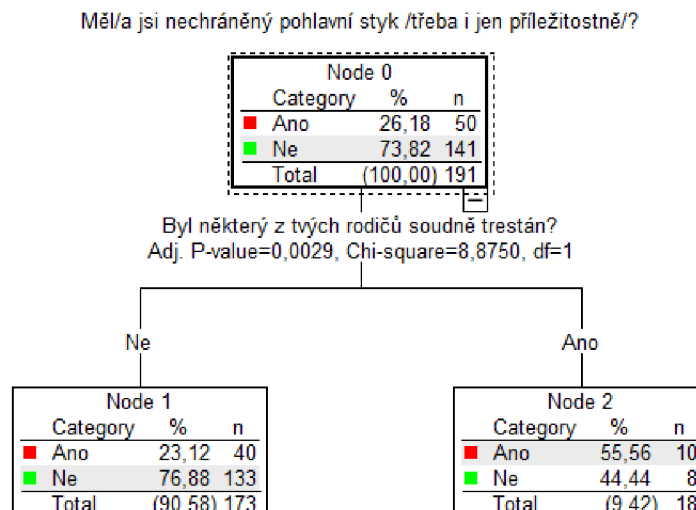 Měl/a jsi nechráněný pohlavní styk /třeba i jen příležitostně/?
Node 0
Category % n
Ano 26,18 50
Ne 73,82 141
Total (100,00) 191
Byl některý z tvých rodičů soudně trestán?
Adj. P-value=0,0029, Chi-square=8,8750, df=1
Ne
Ano
Node 1
Category % n
Ano 23,12 40
Ne 76,88 133
Total (90,58) 173
Node 2
Category % n
Ano 55,56 10
Ne 44,44 8
Total (9,42) 18